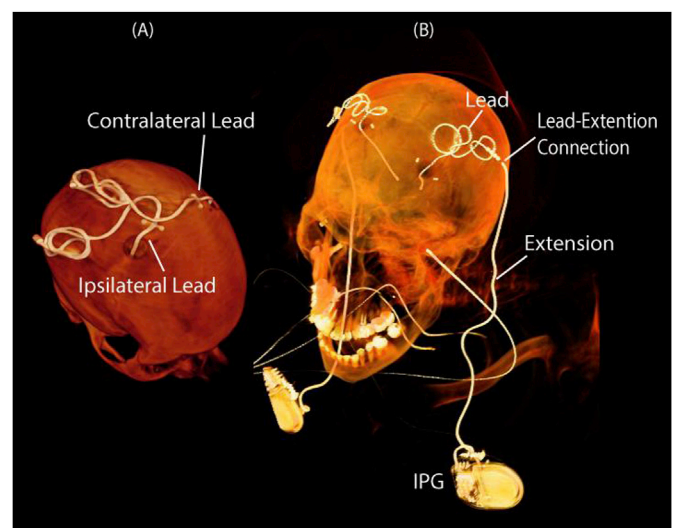 (A)
(B)
Contralateral Lead
Ipsilateral Lead
Lead
Lead-Extention
Connection
Extension
IPG